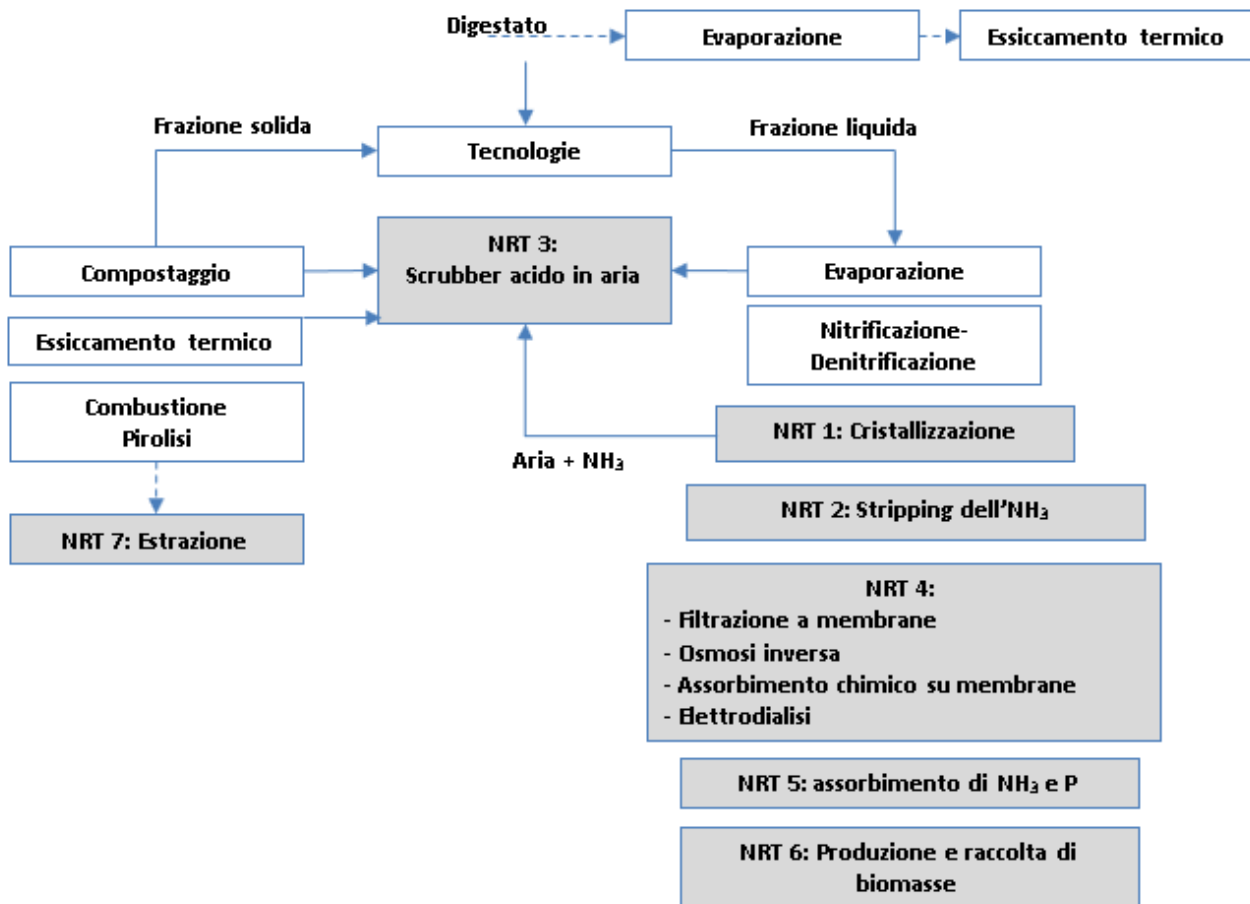 Digestato
Evaporazione
Essiccamento termico
Frazione solida
Tecnologie
Frazione liquida
NRT 3:
Scrubber acido in aria
Compostaggio
Evaporazione
Essiccamento termico
Nitrificazione-
Denitrificazione
Combustione
Pirolisi
NRT 1: Cristallizzazione
Aria + NH₃
NRT 2: Stripping dell'NH₃
NRT 7: Estrazione
NRT 4:
- Filtrazione a membrane
- Osmosi inversa
- Assorbimento chimico su membrane
- Elettrodialisi
NRT 5: assorbimento di NH₃ e P
NRT 6: Produzione e raccolta di
biomasse